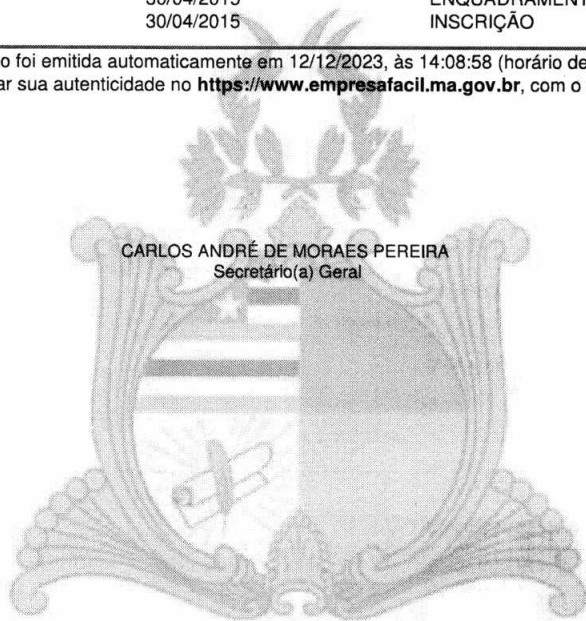 30/04/2015 ENQUADRAMENT
30/04/2015 INSCRIÇÃO
o foi emitida automaticamente em 12/12/2023, às 14:08:58 (horário de
ar sua autenticidade no https://www.empresafacil.ma.gov.br, com o
CARLOS ANDRÉ DE MORAES PEREIRA
Secretário(a) Geral